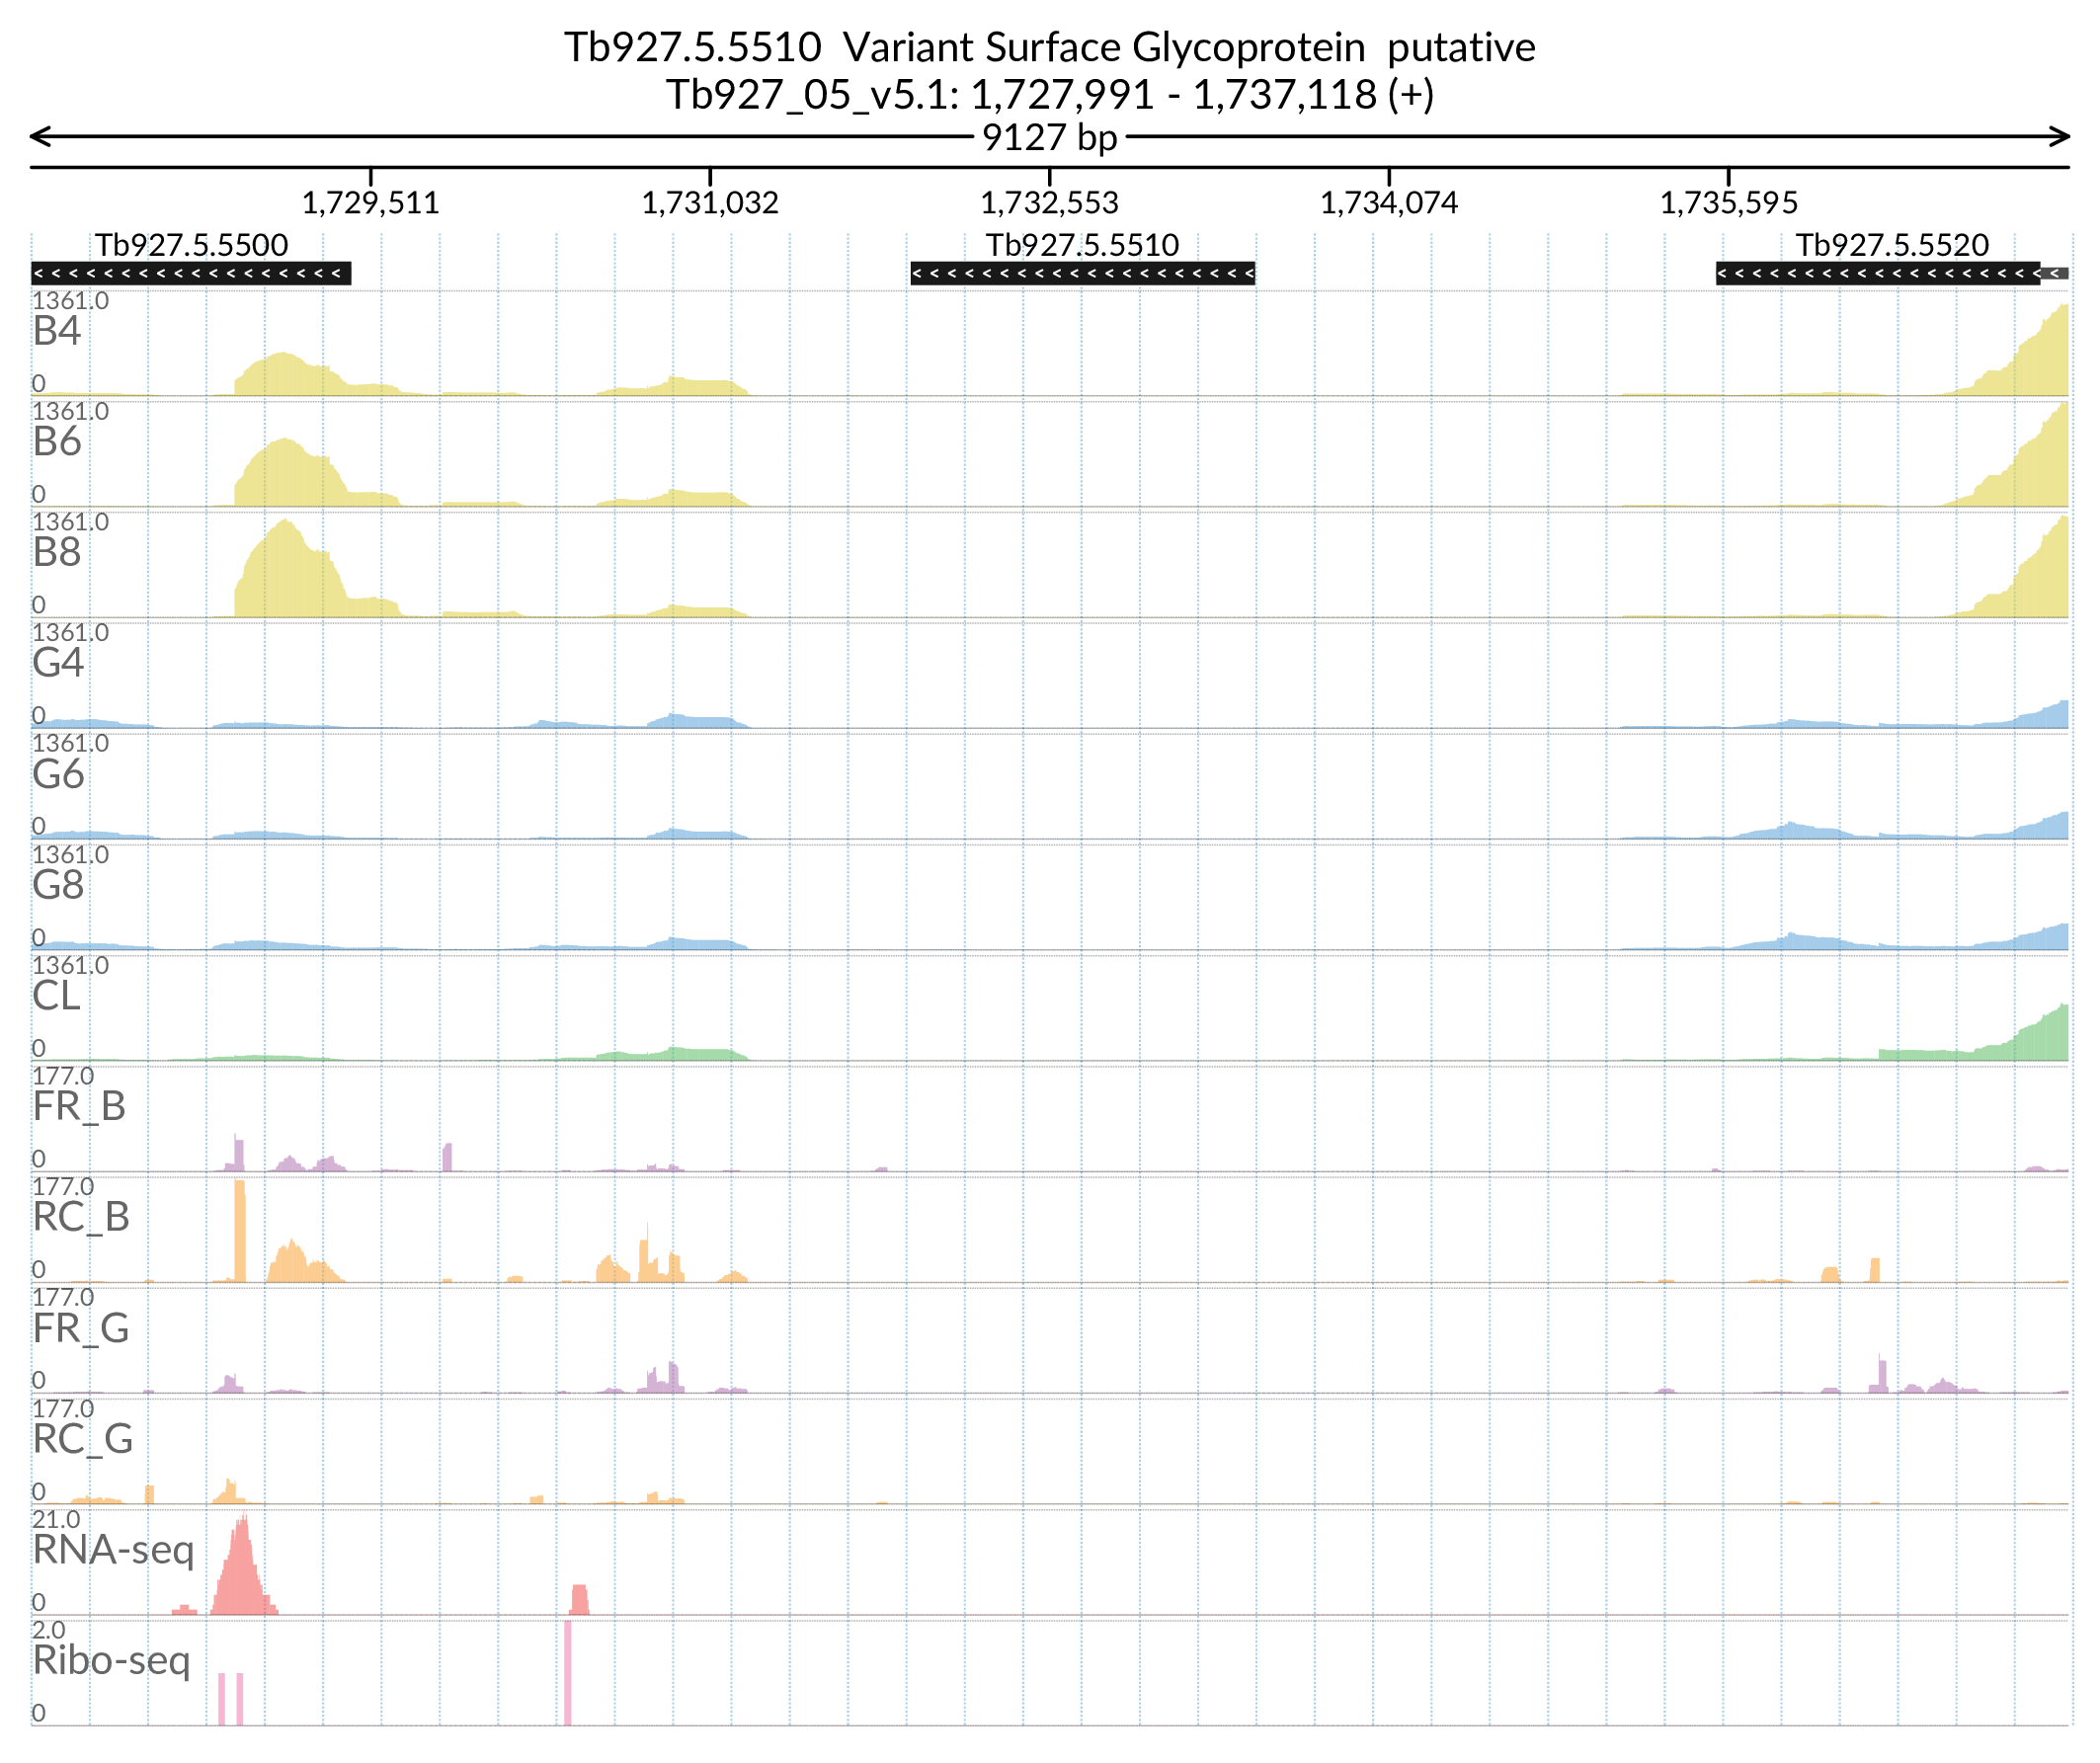 Tb927.5.5510  Variant Surface Glycoprotein  putative
Tb927_05_v5.1: 1,727,991 - 1,737,118 (+)
9127 bp
1,729,511 1,731,032 1,732,553 1,734,074 1,735,595
Tb927.5.5500 Tb927.5.5510 Tb927.5.5520
1361.0
B4
0
1361.0
B6
0
1361.0
B8
0
1361.0
G4
0
1361.0
G6
0
1361.0
G8
0
1361.0
CL
0
177.0
FR_B
0
177.0
RC_B
0
177.0
FR_G
0
177.0
RC_G
0
21.0
RNA-seq
0
2.0
Ribo-seq
0